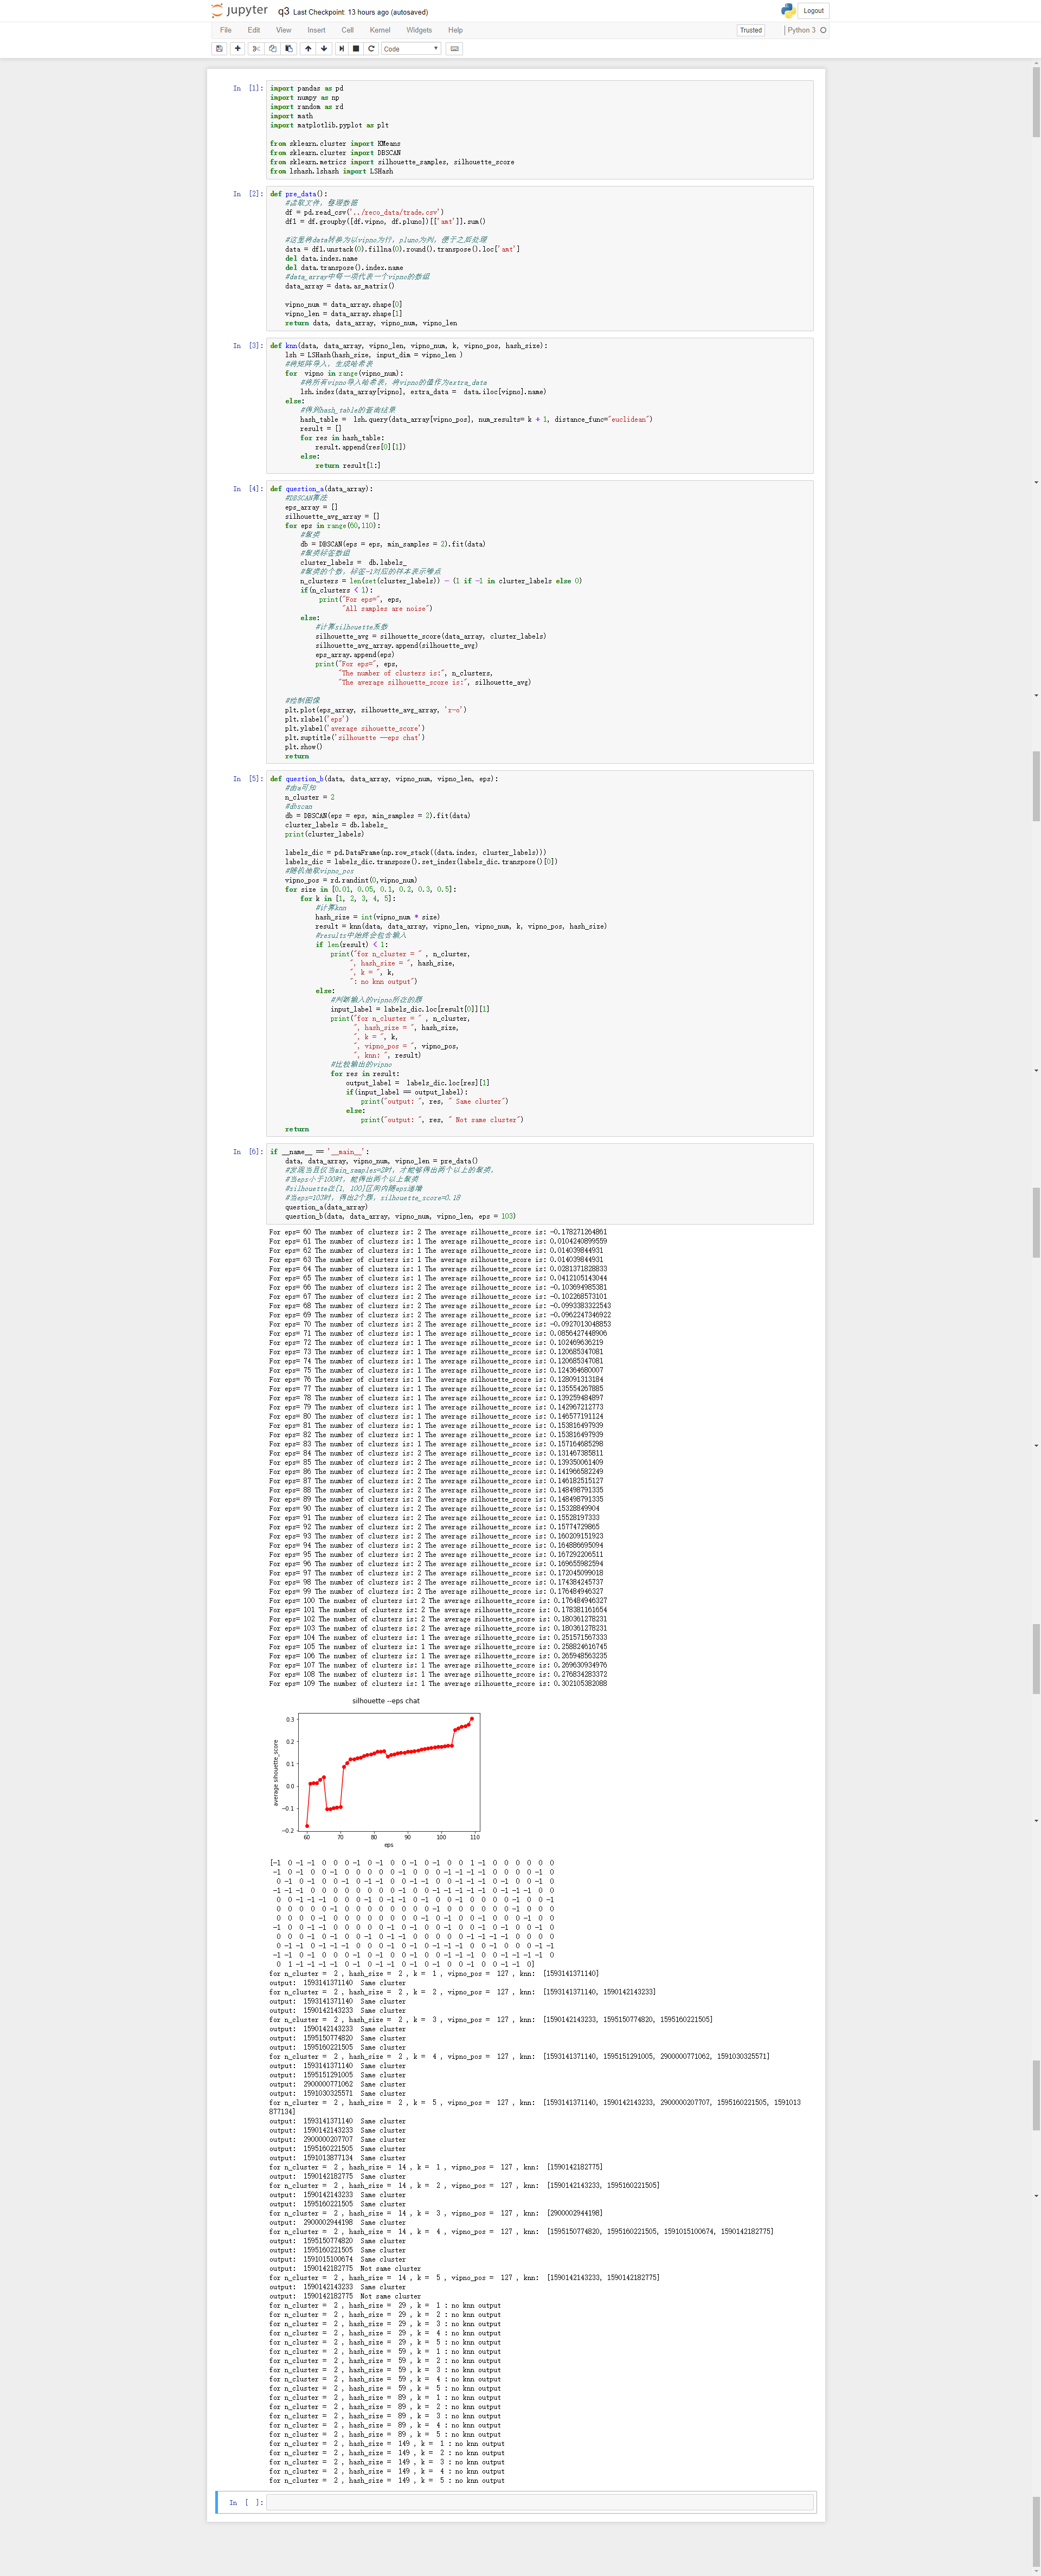 jupyter q3 Last Checkpoint: 13 hours ago (autosaved)
Logout
File Edit View Insert Cell Kernel Widgets Help
Trusted | Python 3
Code
In [1]:
import pandas as pd
import numpy as np
import random as rd
import math
import matplotlib.pyplot as plt
from sklearn.cluster import KMeans
from sklearn.cluster import DBSCAN
from sklearn.metrics import silhouette_samples, silhouette_score
from lshash.lshash import LSHash
In [2]:
def pre_data():
#读取文件，整理数据
df = pd.read_csv('../reco_data/trade.csv')
df1 = df.groupby([df.vipno, df.pluno])[['amt']].sum()
#这里将data转换为以vipno为行，pluno为列，便于之后处理
data = df1.unstack(0).fillna(0).round().transpose().loc['amt']
del data.index.name
del data.transpose().index.name
#data_array中每一项代表一个vipno的数组
data_array = data.as_matrix()
vipno_num = data_array.shape[0]
vipno_len = data_array.shape[1]
return data, data_array, vipno_num, vipno_len
In [3]:
def knn(data, data_array, vipno_len, vipno_num, k, vipno_pos, hash_size):
lsh = LSHash(hash_size, input_dim = vipno_len )
#将矩阵导入，生成哈希表
for vipno in range(vipno_num):
#将所有vipno导入哈希表，将vipno的值作为extra_data
lsh.index(data_array[vipno], extra_data = data.iloc[vipno].name)
else:
#得到hash_table的查询结果
hash_table = lsh.query(data_array[vipno_pos], num_results= k + 1, distance_func="euclidean")
result = []
for res in hash_table:
result.append(res[0][1])
else:
return result[1:]
In [4]:
def question_a(data_array):
#DBSCAN算法
eps_array = []
silhouette_avg_array = []
for eps in range(60,110):
#聚类
db = DBSCAN(eps = eps, min_samples = 2).fit(data)
#聚类标签数组
cluster_labels = db.labels_
#聚类的个数，标签-1对应的样本表示噪点
n_clusters = len(set(cluster_labels)) - (1 if -1 in cluster_labels else 0)
if(n_clusters < 1):
print("For eps=", eps,
"All samples are noise")
else:
#计算silhouette系数
silhouette_avg = silhouette_score(data_array, cluster_labels)
silhouette_avg_array.append(silhouette_avg)
eps_array.append(eps)
print("For eps=", eps,
"The number of clusters is:", n_clusters,
"The average silhouette_score is:", silhouette_avg)
#绘制图像
plt.plot(eps_array, silhouette_avg_array, 'r-o')
plt.xlabel('eps')
plt.ylabel('average sihouette_score')
plt.suptitle('silhouette --eps chat')
plt.show()
return
In [5]:
def question_b(data, data_array, vipno_num, vipno_len, eps):
#由a可知
n_cluster = 2
#dbscan
db = DBSCAN(eps = eps, min_samples = 2).fit(data)
cluster_labels = db.labels_
print(cluster_labels)
labels_dic = pd.DataFrame(np.row_stack((data.index, cluster_labels)))
labels_dic = labels_dic.transpose().set_index(labels_dic.transpose()[0])
#随机抽取vipno_pos
vipno_pos = rd.randint(0,vipno_num)
for size in [0.01, 0.05, 0.1, 0.2, 0.3, 0.5]:
for k in [1, 2, 3, 4, 5]:
#计算knn
hash_size = int(vipno_num * size)
result = knn(data, data_array, vipno_len, vipno_num, k, vipno_pos, hash_size)
#results中始终会包含输入
if len(result) < 1:
print("for n_cluster = " , n_cluster,
", hash_size = ", hash_size,
", k = ", k,
": no knn output")
else:
#判断输入的vipno所在的簇
input_label = labels_dic.loc[result[0]][1]
print("for n_cluster = " , n_cluster,
", hash_size = ", hash_size,
", k = ", k,
", vipno_pos = ", vipno_pos,
", knn: ", result)
#比较输出的vipno
for res in result:
output_label = labels_dic.loc[res][1]
if(input_label == output_label):
print("output: ", res, " Same cluster")
else:
print("output: ", res, " Not same cluster")
return
In [6]:
if __name__ == '__main__':
data, data_array, vipno_num, vipno_len = pre_data()
#发现当且仅当min_samples=2时，才能够得出两个以上的聚类，
#当eps小于100时，能得出两个以上聚类
#silhouette在[1, 100]区间内随eps递增
#当eps=103时，得出2个簇，silhouette_score=0.18
question_a(data_array)
question_b(data, data_array, vipno_num, vipno_len, eps = 103)
For eps= 60 The number of clusters is: 2 The average silhouette_score is: -0.178271264861
For eps= 61 The number of clusters is: 1 The average silhouette_score is: 0.0104240899559
For eps= 62 The number of clusters is: 1 The average silhouette_score is: 0.014039844931
For eps= 63 The number of clusters is: 1 The average silhouette_score is: 0.014039844931
For eps= 64 The number of clusters is: 1 The average silhouette_score is: 0.0281371828833
For eps= 65 The number of clusters is: 1 The average silhouette_score is: 0.0412105143044
For eps= 66 The number of clusters is: 2 The average silhouette_score is: -0.103694985381
For eps= 67 The number of clusters is: 2 The average silhouette_score is: -0.102268573101
For eps= 68 The number of clusters is: 2 The average silhouette_score is: -0.0993383322543
For eps= 69 The number of clusters is: 2 The average silhouette_score is: -0.0962247346922
For eps= 70 The number of clusters is: 2 The average silhouette_score is: -0.0927013048853
For eps= 71 The number of clusters is: 1 The average silhouette_score is: 0.0856427448906
For eps= 72 The number of clusters is: 1 The average silhouette_score is: 0.102469636219
For eps= 73 The number of clusters is: 1 The average silhouette_score is: 0.120685347081
For eps= 74 The number of clusters is: 1 The average silhouette_score is: 0.120685347081
For eps= 75 The number of clusters is: 1 The average silhouette_score is: 0.124364680007
For eps= 76 The number of clusters is: 1 The average silhouette_score is: 0.128091313184
For eps= 77 The number of clusters is: 1 The average silhouette_score is: 0.135554267885
For eps= 78 The number of clusters is: 1 The average silhouette_score is: 0.139259484897
For eps= 79 The number of clusters is: 1 The average silhouette_score is: 0.142967212773
For eps= 80 The number of clusters is: 1 The average silhouette_score is: 0.146577191124
For eps= 81 The number of clusters is: 1 The average silhouette_score is: 0.153816497939
For eps= 82 The number of clusters is: 1 The average silhouette_score is: 0.153816497939
For eps= 83 The number of clusters is: 1 The average silhouette_score is: 0.157164685298
For eps= 84 The number of clusters is: 2 The average silhouette_score is: 0.131467385811
For eps= 85 The number of clusters is: 2 The average silhouette_score is: 0.139350061409
For eps= 86 The number of clusters is: 2 The average silhouette_score is: 0.141966582249
For eps= 87 The number of clusters is: 2 The average silhouette_score is: 0.146182515127
For eps= 88 The number of clusters is: 2 The average silhouette_score is: 0.148498791335
For eps= 89 The number of clusters is: 2 The average silhouette_score is: 0.148498791335
For eps= 90 The number of clusters is: 2 The average silhouette_score is: 0.15328849904
For eps= 91 The number of clusters is: 2 The average silhouette_score is: 0.15528197333
For eps= 92 The number of clusters is: 2 The average silhouette_score is: 0.15774729865
For eps= 93 The number of clusters is: 2 The average silhouette_score is: 0.160209151923
For eps= 94 The number of clusters is: 2 The average silhouette_score is: 0.164886695094
For eps= 95 The number of clusters is: 2 The average silhouette_score is: 0.167292206511
For eps= 96 The number of clusters is: 2 The average silhouette_score is: 0.169655982594
For eps= 97 The number of clusters is: 2 The average silhouette_score is: 0.172045099018
For eps= 98 The number of clusters is: 2 The average silhouette_score is: 0.174384245737
For eps= 99 The number of clusters is: 2 The average silhouette_score is: 0.176484946327
For eps= 100 The number of clusters is: 2 The average silhouette_score is: 0.176484946327
For eps= 101 The number of clusters is: 2 The average silhouette_score is: 0.178381161654
For eps= 102 The number of clusters is: 2 The average silhouette_score is: 0.180361278231
For eps= 103 The number of clusters is: 2 The average silhouette_score is: 0.180361278231
For eps= 104 The number of clusters is: 1 The average silhouette_score is: 0.251571567333
For eps= 105 The number of clusters is: 1 The average silhouette_score is: 0.258824616745
For eps= 106 The number of clusters is: 1 The average silhouette_score is: 0.265948563235
For eps= 107 The number of clusters is: 1 The average silhouette_score is: 0.269630934976
For eps= 108 The number of clusters is: 1 The average silhouette_score is: 0.276834283372
For eps= 109 The number of clusters is: 1 The average silhouette_score is: 0.302105382088
silhouette --eps chat
average sihouette_score
0.3
0.2
0.1
0.0
−0.1
−0.2
60 70 80 90 100 110
eps
for n_cluster = 2 , hash_size = 2 , k = 1 , vipno_pos = 127 , knn: [1593141371140]
output: 1593141371140 Same cluster
for n_cluster = 2 , hash_size = 2 , k = 2 , vipno_pos = 127 , knn: [1593141371140, 1590142143233]
output: 1593141371140 Same cluster
output: 1590142143233 Same cluster
for n_cluster = 2 , hash_size = 2 , k = 3 , vipno_pos = 127 , knn: [1590142143233, 1595150774820, 1595160221505]
output: 1590142143233 Same cluster
output: 1595150774820 Same cluster
output: 1595160221505 Same cluster
for n_cluster = 2 , hash_size = 2 , k = 4 , vipno_pos = 127 , knn: [1593141371140, 1595151291005, 2900000771062, 1591030325571]
output: 1593141371140 Same cluster
output: 1595151291005 Same cluster
output: 2900000771062 Same cluster
output: 1591030325571 Same cluster
for n_cluster = 2 , hash_size = 2 , k = 5 , vipno_pos = 127 , knn: [1593141371140, 1590142143233, 2900000207707, 1595160221505, 1591013
877134]
output: 1593141371140 Same cluster
output: 1590142143233 Same cluster
output: 2900000207707 Same cluster
output: 1595160221505 Same cluster
output: 1591013877134 Same cluster
for n_cluster = 2 , hash_size = 14 , k = 1 , vipno_pos = 127 , knn: [1590142182775]
output: 1590142182775 Same cluster
for n_cluster = 2 , hash_size = 14 , k = 2 , vipno_pos = 127 , knn: [1590142143233, 1595160221505]
output: 1590142143233 Same cluster
output: 1595160221505 Same cluster
for n_cluster = 2 , hash_size = 14 , k = 3 , vipno_pos = 127 , knn: [2900002944198]
output: 2900002944198 Same cluster
for n_cluster = 2 , hash_size = 14 , k = 4 , vipno_pos = 127 , knn: [1595150774820, 1595160221505, 1591015100674, 1590142182775]
output: 1595150774820 Same cluster
output: 1595160221505 Same cluster
output: 1591015100674 Same cluster
output: 1590142182775 Not same cluster
for n_cluster = 2 , hash_size = 14 , k = 5 , vipno_pos = 127 , knn: [1590142143233, 1590142182775]
output: 1590142143233 Same cluster
output: 1590142182775 Not same cluster
for n_cluster = 2 , hash_size = 29 , k = 1 : no knn output
for n_cluster = 2 , hash_size = 29 , k = 2 : no knn output
for n_cluster = 2 , hash_size = 29 , k = 3 : no knn output
for n_cluster = 2 , hash_size = 29 , k = 4 : no knn output
for n_cluster = 2 , hash_size = 29 , k = 5 : no knn output
for n_cluster = 2 , hash_size = 59 , k = 1 : no knn output
for n_cluster = 2 , hash_size = 59 , k = 2 : no knn output
for n_cluster = 2 , hash_size = 59 , k = 3 : no knn output
for n_cluster = 2 , hash_size = 59 , k = 4 : no knn output
for n_cluster = 2 , hash_size = 59 , k = 5 : no knn output
for n_cluster = 2 , hash_size = 89 , k = 1 : no knn output
for n_cluster = 2 , hash_size = 89 , k = 2 : no knn output
for n_cluster = 2 , hash_size = 89 , k = 3 : no knn output
for n_cluster = 2 , hash_size = 89 , k = 4 : no knn output
for n_cluster = 2 , hash_size = 89 , k = 5 : no knn output
for n_cluster = 2 , hash_size = 149 , k = 1 : no knn output
for n_cluster = 2 , hash_size = 149 , k = 2 : no knn output
for n_cluster = 2 , hash_size = 149 , k = 3 : no knn output
for n_cluster = 2 , hash_size = 149 , k = 4 : no knn output
for n_cluster = 2 , hash_size = 149 , k = 5 : no knn output
In [ ]: